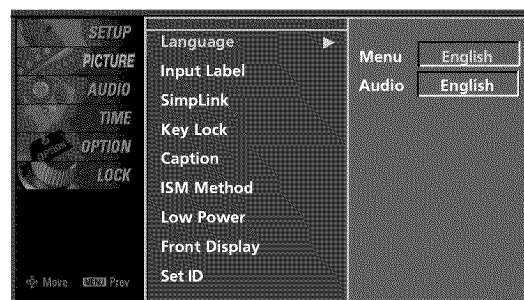 SETUP
PICTURE
AUDIO
TIME
OPTION
LOCK
OPTION
Move MENU Prev
Language
Input Label
SimpLink
Key Lock
Caption
ISM Method
Low Power
Front Display
Set ID
Menu English
Audio English